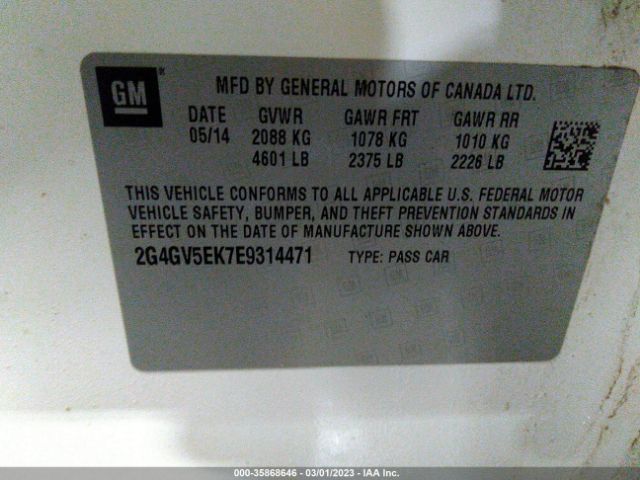 GM
MFD BY GENERAL MOTORS OF CANADA LTD.
DATE GVWR GAWR FRT GAWR RR
05/14 2088 KG 1078 KG 1010 KG
4601 LB 2375 LB 2226 LB
THIS VEHICLE CONFORMS TO ALL APPLICABLE U.S. FEDERAL MOTOR
VEHICLE SAFETY, BUMPER, AND THEFT PREVENTION STANDARDS IN
EFFECT ON THE DATE OF MANUFACTURE SHOWN ABOVE.
2G4GV5EK7E9314471 TYPE: PASS CAR
000-35868646 - 03/01/2023 - IAA Inc.